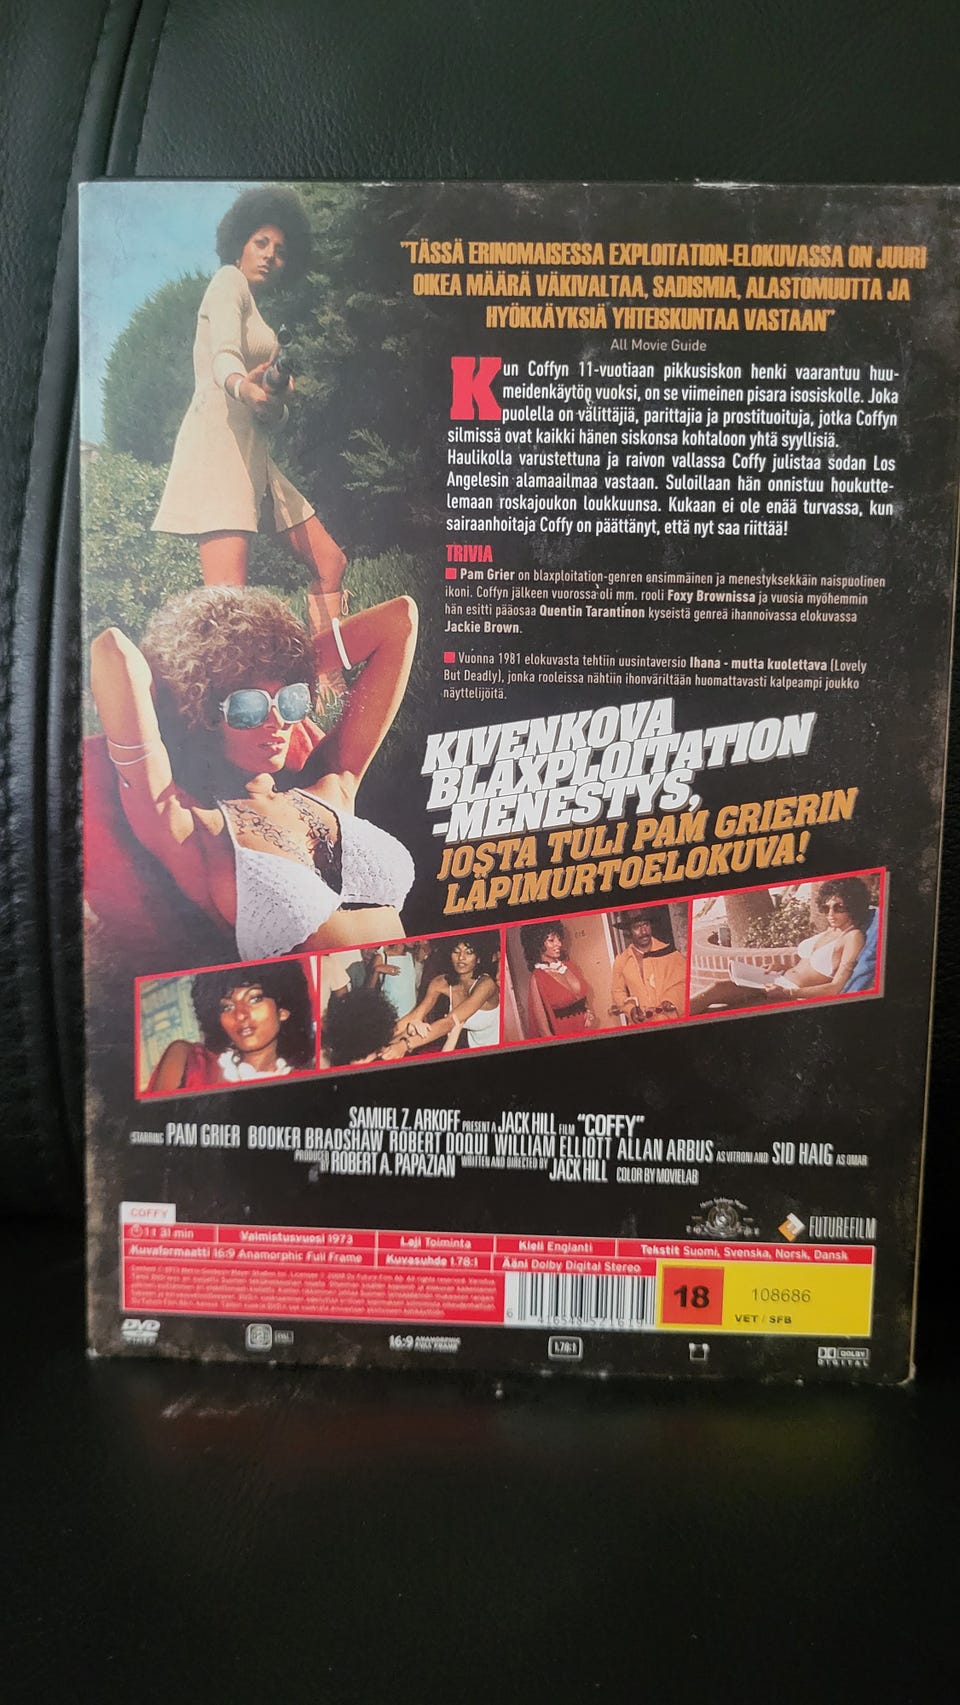 "TÄSSÄ ERINOMAISESSA EXPLOITATION-ELOKUVASSA ON JUURI
OIKEA MÄÄRÄ VÄKIVALTAA, SADISMIA, ALASTOMUUTTA JA
HYÖKKÄYKSIÄ YHTEISKUNTAA VASTAAN"
All Movie Guide
Kun Coffyn 11-vuotiaan pikkusiskon henki vaarantuu huu-
meidenkäytön vuoksi, on se viimeinen pisara isosiskolle. Joka
puolella on välittäjiä, parittajia ja prostituoituja, jotka Coffyn
silmissä ovat kaikki hänen siskonsa kohtaloon yhtä syyllisiä.
Haulikolla varustettuna ja raivon vallassa Coffy julistaa sodan Los
Angelesin alamaailmaa vastaan. Suloillaan hän onnistuu houkutte-
lemaan roskajoukon loukkuunsa. Kukaan ei ole enää turvassa, kun
sairaanhoitaja Coffy on päättänyt, että nyt saa riittää!
TRIVIA
Pam Grier on blaxploitation-genren ensimmäinen ja menestyksekkäin naispuolinen
ikoni. Coffyn jälkeen vuorossa oli mm. rooli Foxy Brownissa ja vuosia myöhemmin
hän esitti pääosaa Quentin Tarantinon kyseistä genreä ihannoivassa elokuvassa
Jackie Brown.
Vuonna 1981 elokuvasta tehtiin uusintaversio Ihana - mutta kuolettava (Lovely
But Deadly), jonka rooleissa nähtiin ihonväriltään huomattavasti kalpeampi joukko
näyttelijöitä.
KIVENKOVA
BLAXPLOITATION
-MENESTYS,
JOSTA TULI PAM GRIERIN
LÄPIMURTOELOKUVA!
SAMUEL Z. ARKOFF PRESENT A JACK HILL FILM "COFFY"
STARRING PAM GRIER BOOKER BRADSHAW ROBERT DOQUI WILLIAM ELLIOTT ALLAN ARBUS AS VITRONI AND SID HAIG AS OMAR
PRODUCED BY ROBERT A. PAPAZIAN WRITTEN AND DIRECTED BY JACK HILL COLOR BY MOVIELAB
FUTUREFILM
COFFY
1 t 31 min Valmistusvuosi 1973 Laji Toiminta Kieli Englanti Tekstit Suomi, Svenska, Norsk, Dansk
Kuvaformaatti 16:9 Anamorphic Full Frame Kuvasuhde 1.78:1 Ääni Dolby Digital Stereo
18
108686
VET / SFB
DVD
VIDEO
PAL
16:9 ANAMORPHIC
FULL FRAME
1.78:1
DOLBY
DIGITAL